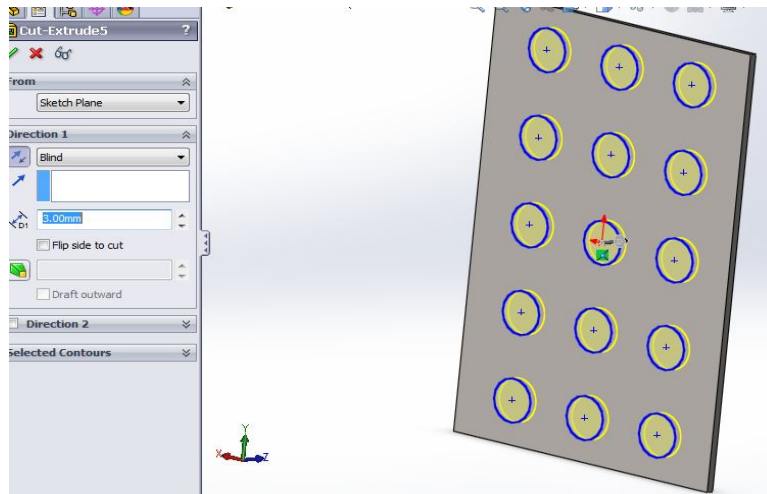 Cut-Extrude5 ?
From
Sketch Plane
Direction 1
Blind
D1 3.00mm
Flip side to cut
Draft outward
Direction 2
Selected Contours
Y
X Z